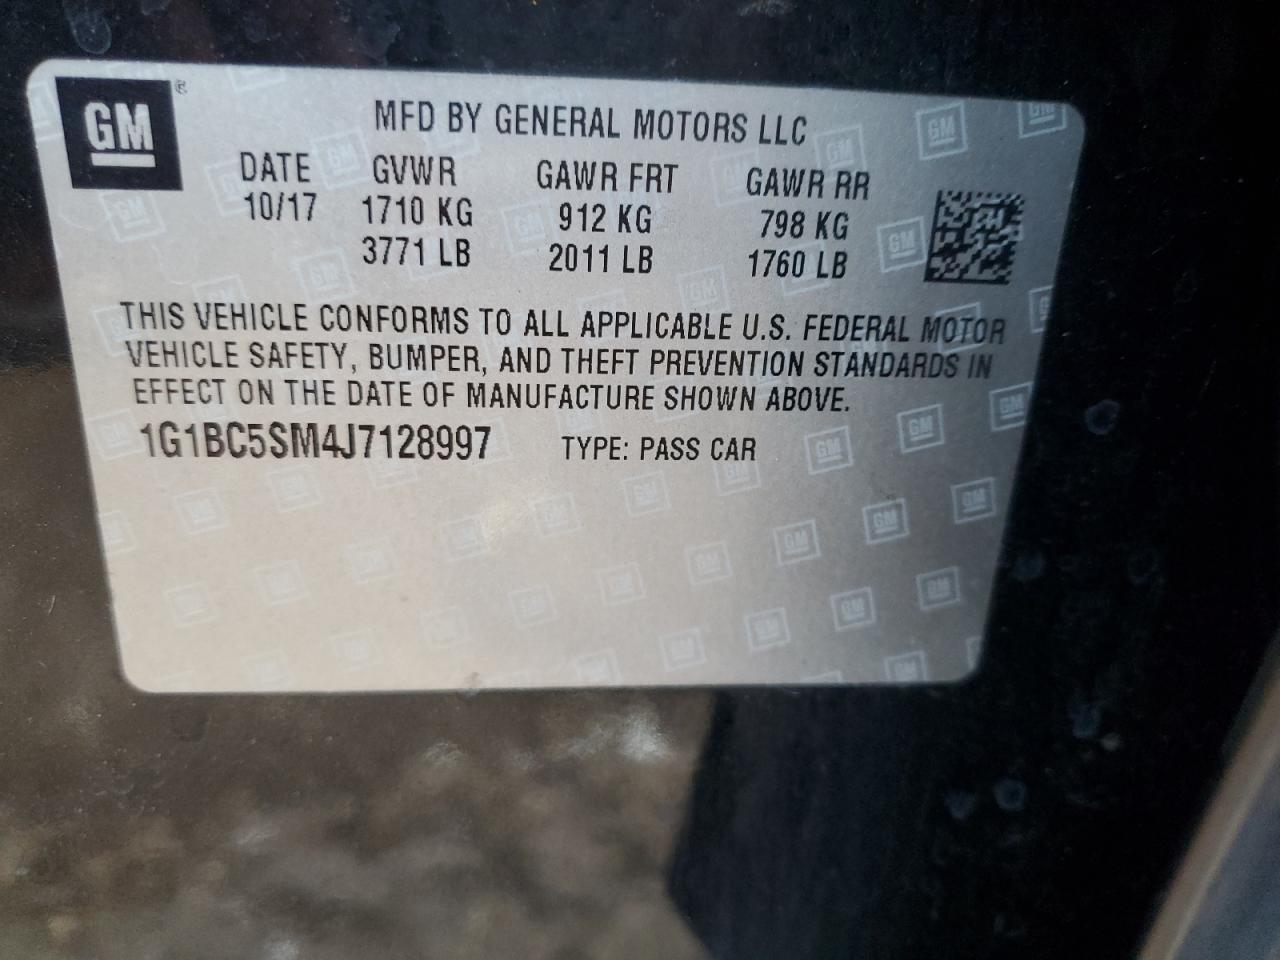 GM
MFD BY GENERAL MOTORS LLC
DATE GVWR GAWR FRT GAWR RR
10/17 1710 KG 912 KG 798 KG
3771 LB 2011 LB 1760 LB
THIS VEHICLE CONFORMS TO ALL APPLICABLE U.S. FEDERAL MOTOR
VEHICLE SAFETY, BUMPER, AND THEFT PREVENTION STANDARDS IN
EFFECT ON THE DATE OF MANUFACTURE SHOWN ABOVE.
1G1BC5SM4J7128997 TYPE: PASS CAR